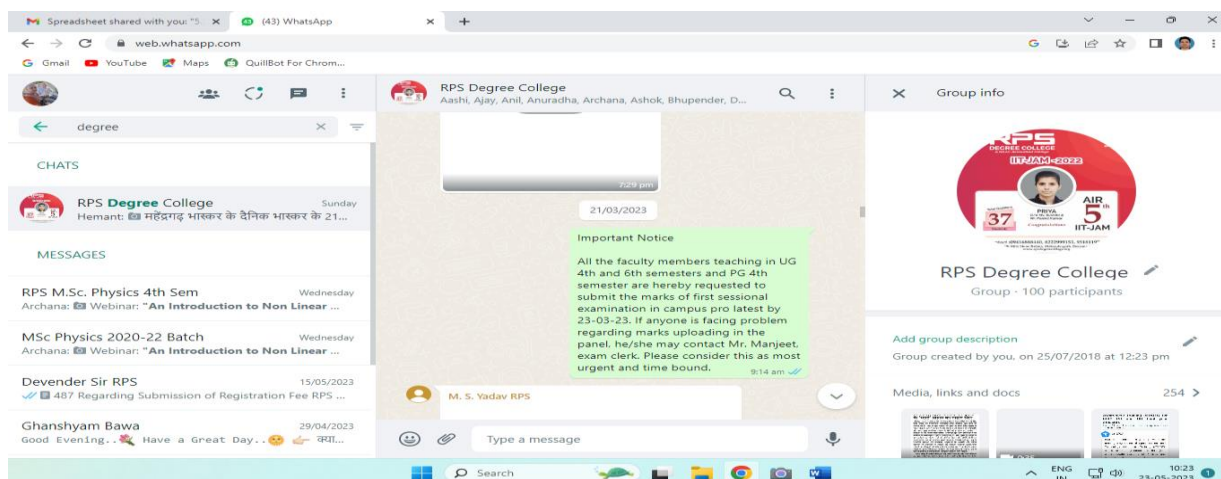 Spreadsheet shared with you: "5
(43) WhatsApp
web.whatsapp.com
Gmail
YouTube
Maps
QuillBot For Chrom...
degree
CHATS
RPS Degree College
Sunday
Hemant: महेंद्रगढ़ भास्कर के दैनिक भास्कर के 21...
MESSAGES
RPS M.Sc. Physics 4th Sem
Wednesday
Archana: Webinar: "An Introduction to Non Linear ...
MSc Physics 2020-22 Batch
Wednesday
Archana: Webinar: "An Introduction to Non Linear ...
Devender Sir RPS
15/05/2023
487 Regarding Submission of Registration Fee RPS ...
Ghanshyam Bawa
29/04/2023
Good Evening.. Have a Great Day.. क्या...
RPS Degree College
Aashi, Ajay, Anil, Anuradha, Archana, Ashok, Bhupender, D...
7:29 pm
21/03/2023
Important Notice
All the faculty members teaching in UG
4th and 6th semesters and PG 4th
semester are hereby requested to
submit the marks of first sessional
examination in campus pro latest by
23-03-23. If anyone is facing problem
regarding marks uploading in the
panel, he/she may contact Mr. Manjeet,
exam clerk. Please consider this as most
urgent and time bound.
9:14 am
M. S. Yadav RPS
Type a message
Group info
RPS
DEGREE COLLEGE
IIT-JAM-2022
37
PRIYA
Congratulations
AIR
5th
IIT-JAM
RPS Degree College
Group · 100 participants
Add group description
Group created by you, on 25/07/2018 at 12:23 pm
Media, links and docs
254
Search
ENG
IN
10:23
23-05-2023
1